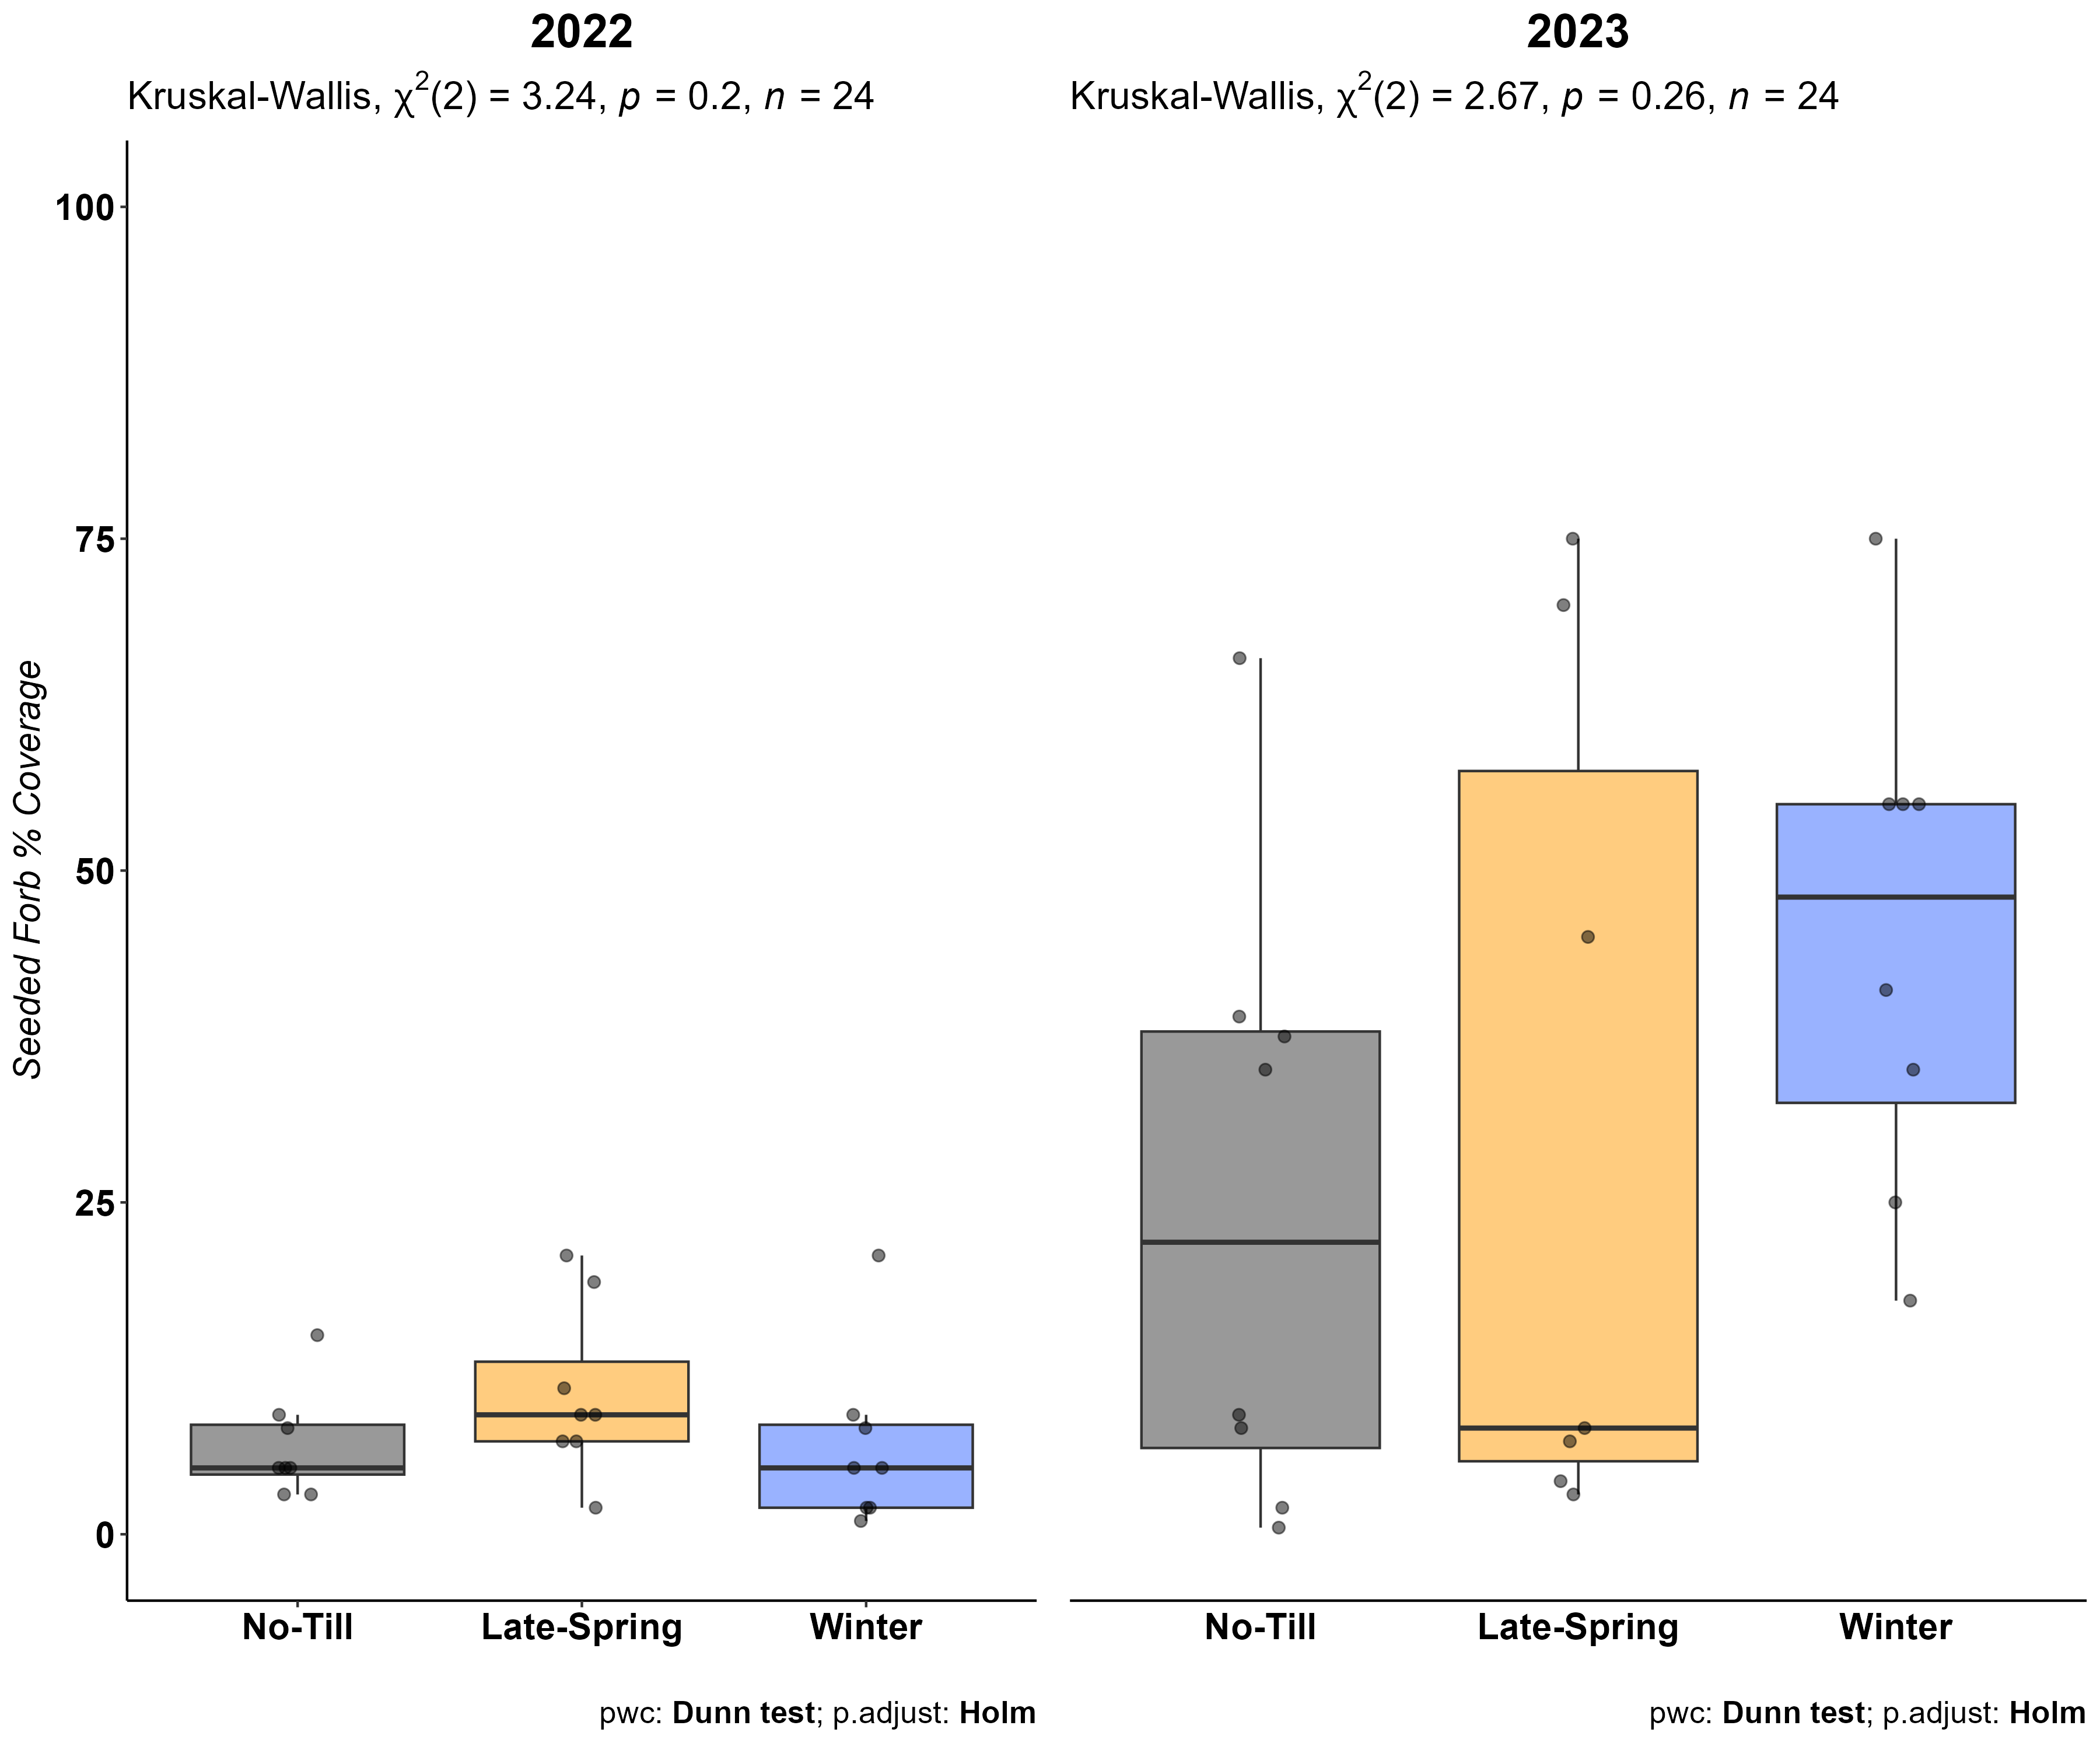 2022
Kruskal-Wallis, χ²(2) = 3.24, p = 0.2, n = 24
2023
Kruskal-Wallis, χ²(2) = 2.67, p = 0.26, n = 24
Seeded Forb % Coverage
100
75
50
25
0
No-Till Late-Spring Winter
No-Till Late-Spring Winter
pwc: Dunn test; p.adjust: Holm
pwc: Dunn test; p.adjust: Holm